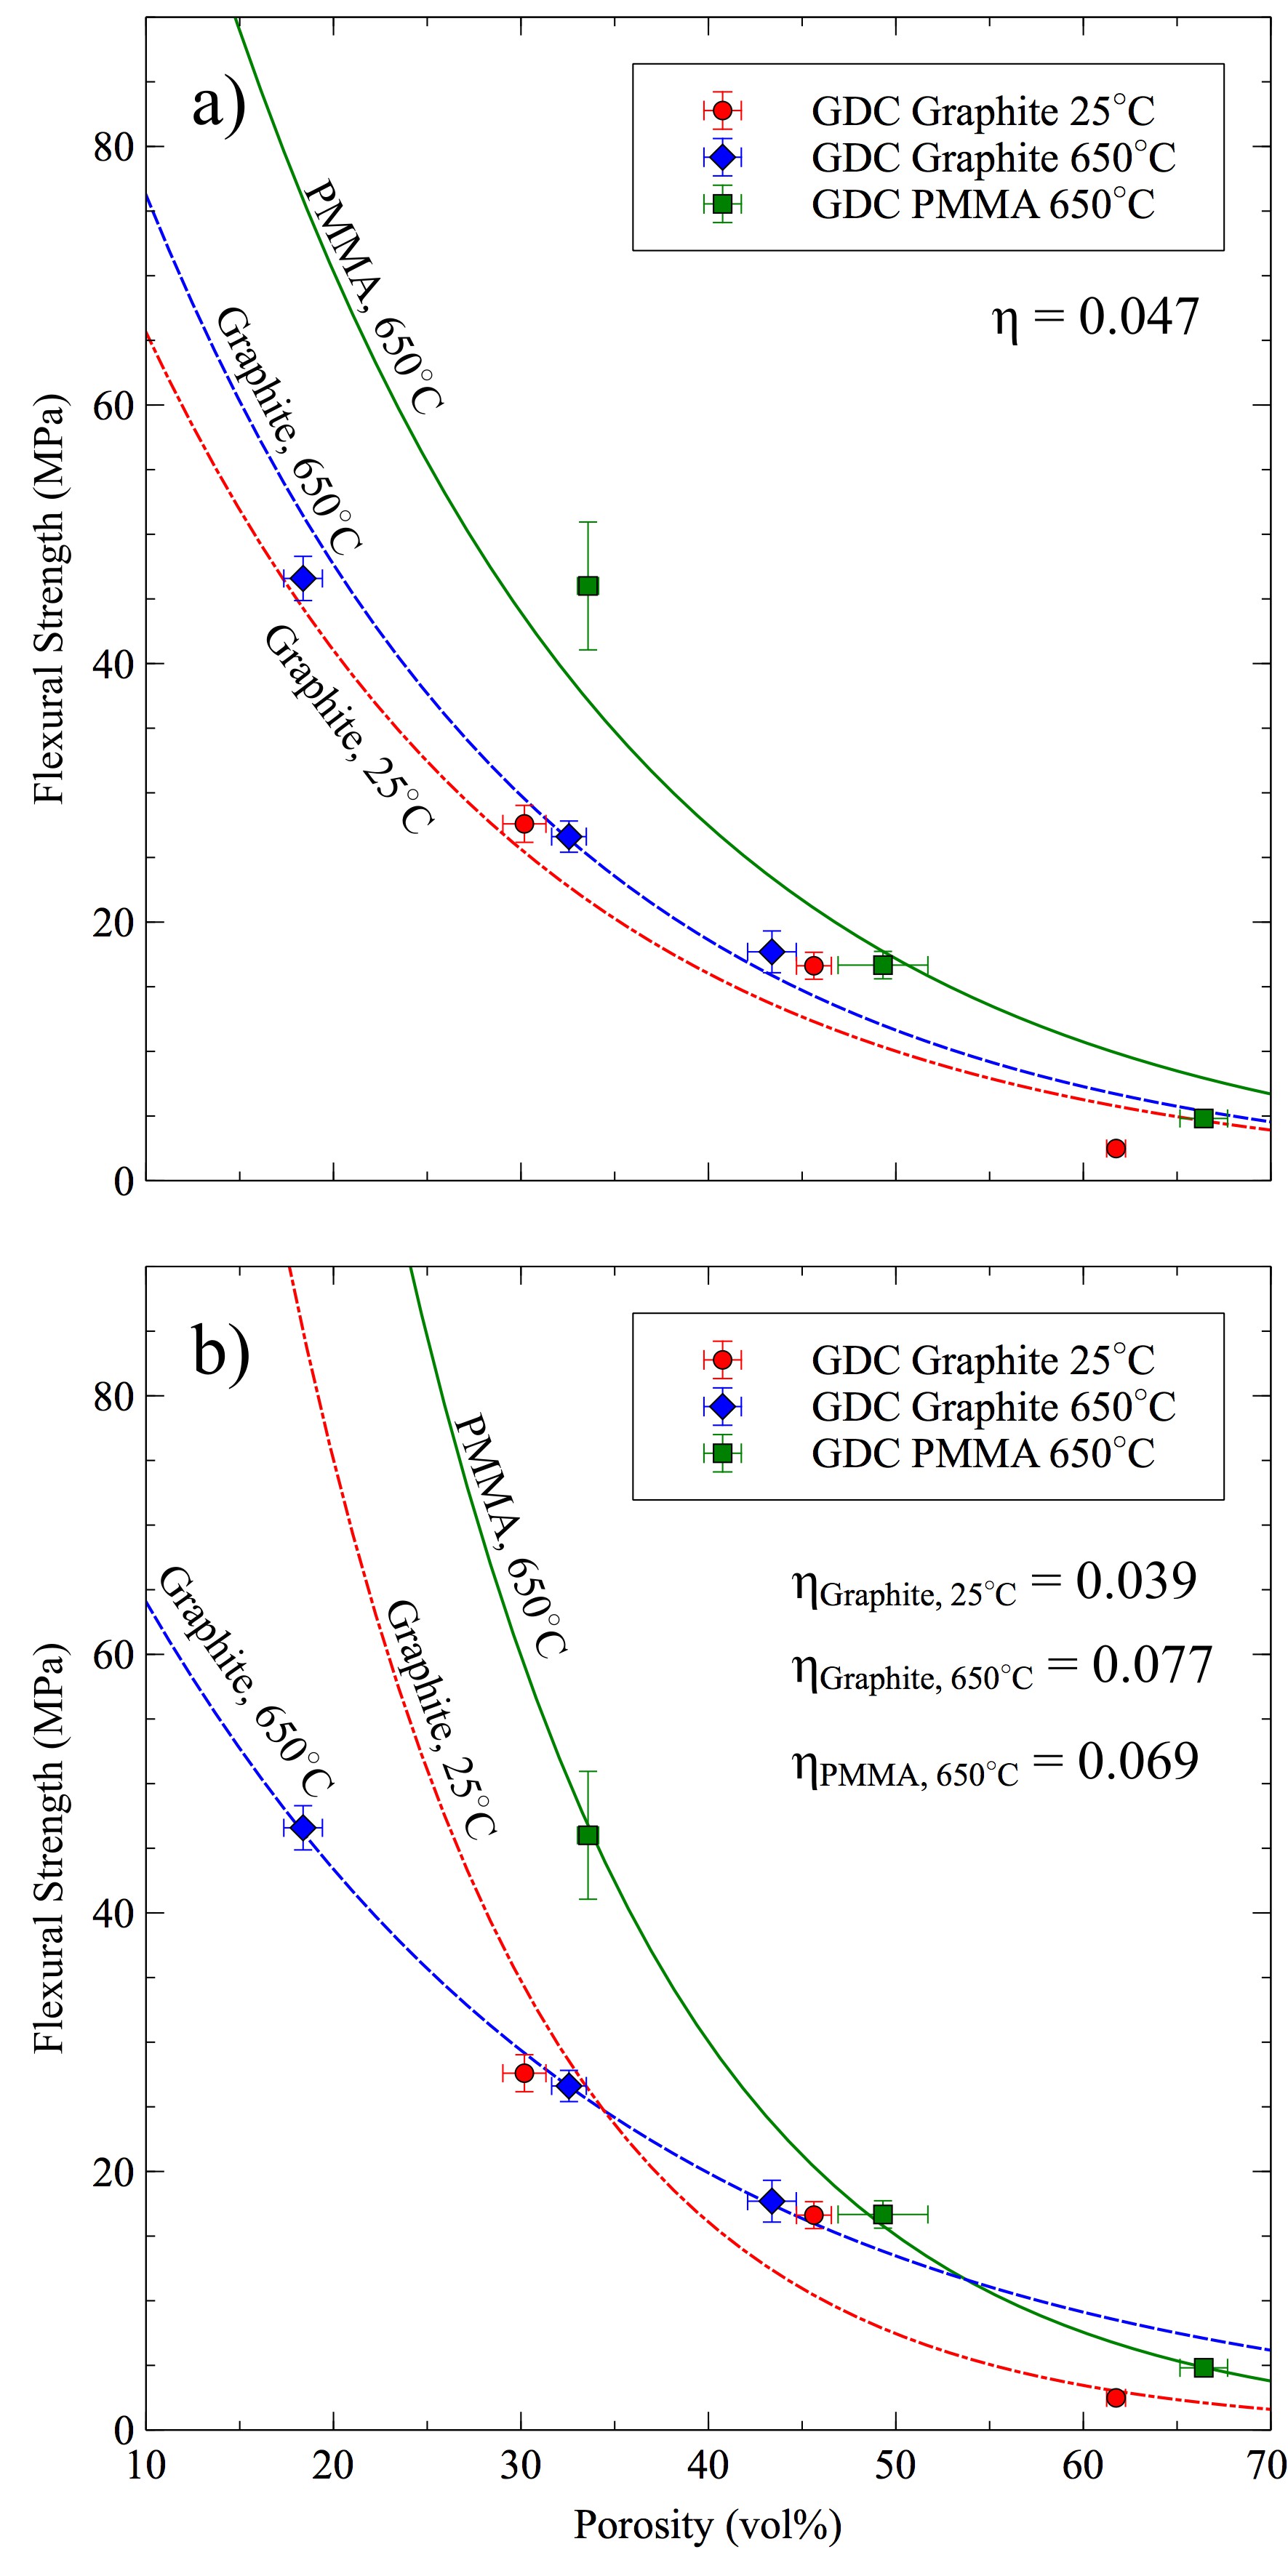 a)
GDC Graphite 25°C
GDC Graphite 650°C
GDC PMMA 650°C
η = 0.047
PMMA, 650°C
Graphite, 650°C
Graphite, 25°C
Flexural Strength (MPa)
80
60
40
20
0
b)
GDC Graphite 25°C
GDC Graphite 650°C
GDC PMMA 650°C
ηGraphite, 25°C = 0.039
ηGraphite, 650°C = 0.077
ηPMMA, 650°C = 0.069
PMMA, 650°C
Graphite, 650°C
Graphite, 25°C
Flexural Strength (MPa)
80
60
40
20
0
10 20 30 40 50 60 70
Porosity (vol%)